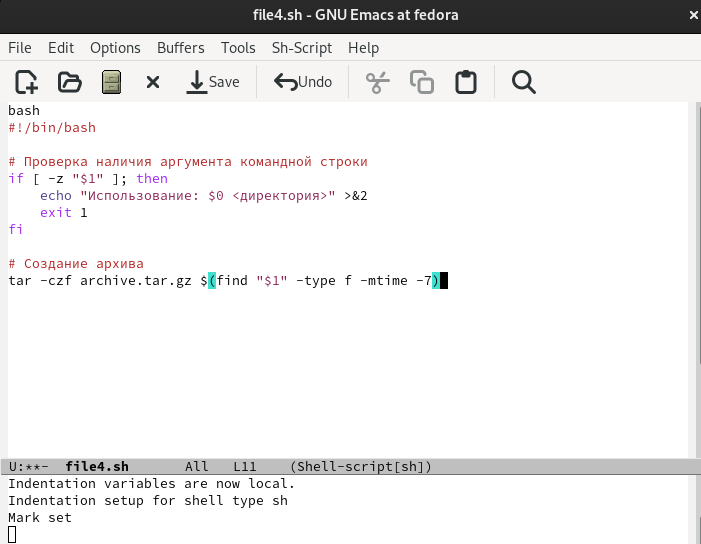 file4.sh - GNU Emacs at fedora
File Edit Options Buffers Tools Sh-Script Help
Save Undo
bash
#!/bin/bash
# Проверка наличия аргумента командной строки
if [ -z "$1" ]; then
    echo "Использование: $0 <директория>" >&2
    exit 1
fi
# Создание архива
tar -czf archive.tar.gz $(find "$1" -type f -mtime -7)
U:**-  file4.sh       All   L11    (Shell-script[sh])
Indentation variables are now local.
Indentation setup for shell type sh
Mark set